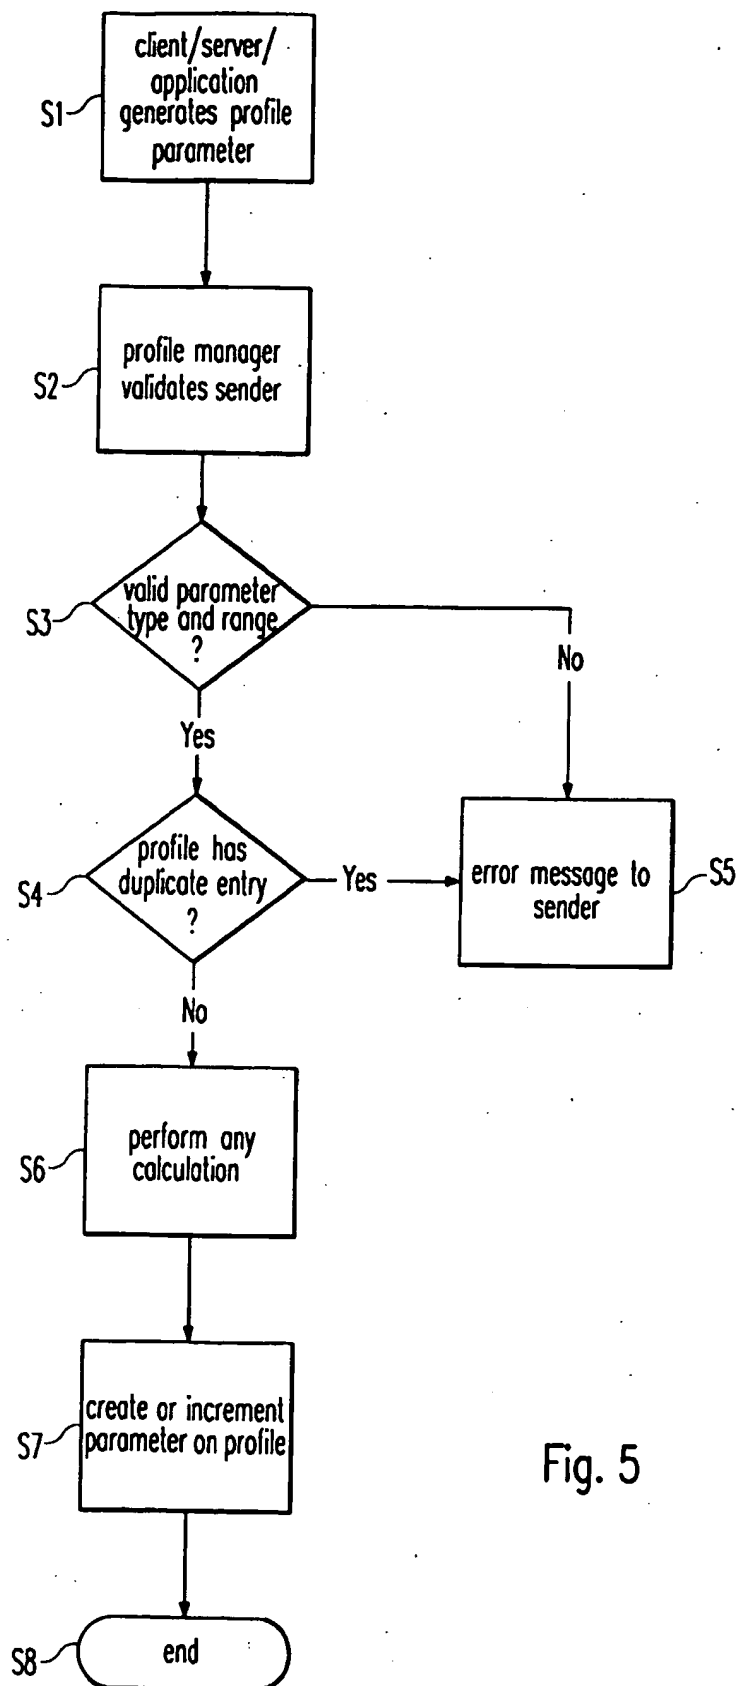 client/server/
application
generates profile
parameter
S1
profile manager
validates sender
S2
valid parameter
type and range
?
S3
No
Yes
profile has
duplicate entry
?
S4
Yes
error message to
sender
S5
No
perform any
calculation
S6
create or increment
parameter on profile
S7
Fig. 5
end
S8